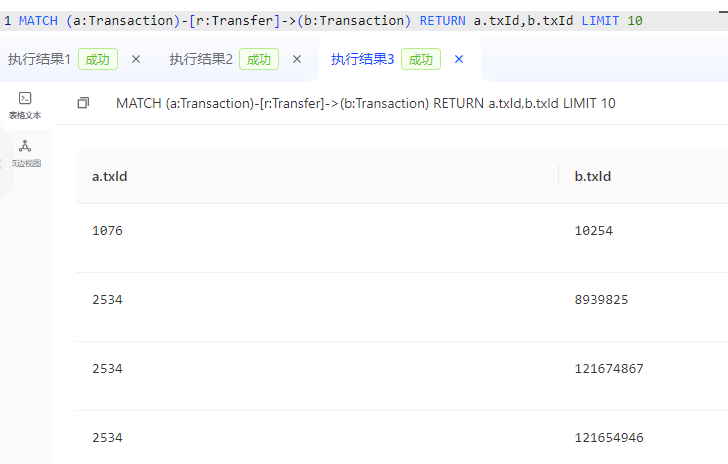 1 MATCH (a:Transaction)-[r:Transfer]->(b:Transaction) RETURN a.txId,b.txId LIMIT 10
执行结果1 成功 × 执行结果2 成功 × 执行结果3 成功 ×
MATCH (a:Transaction)-[r:Transfer]->(b:Transaction) RETURN a.txId,b.txId LIMIT 10
表格文本
点边视图
a.txId b.txId
1076 10254
2534 8939825
2534 121674867
2534 121654946